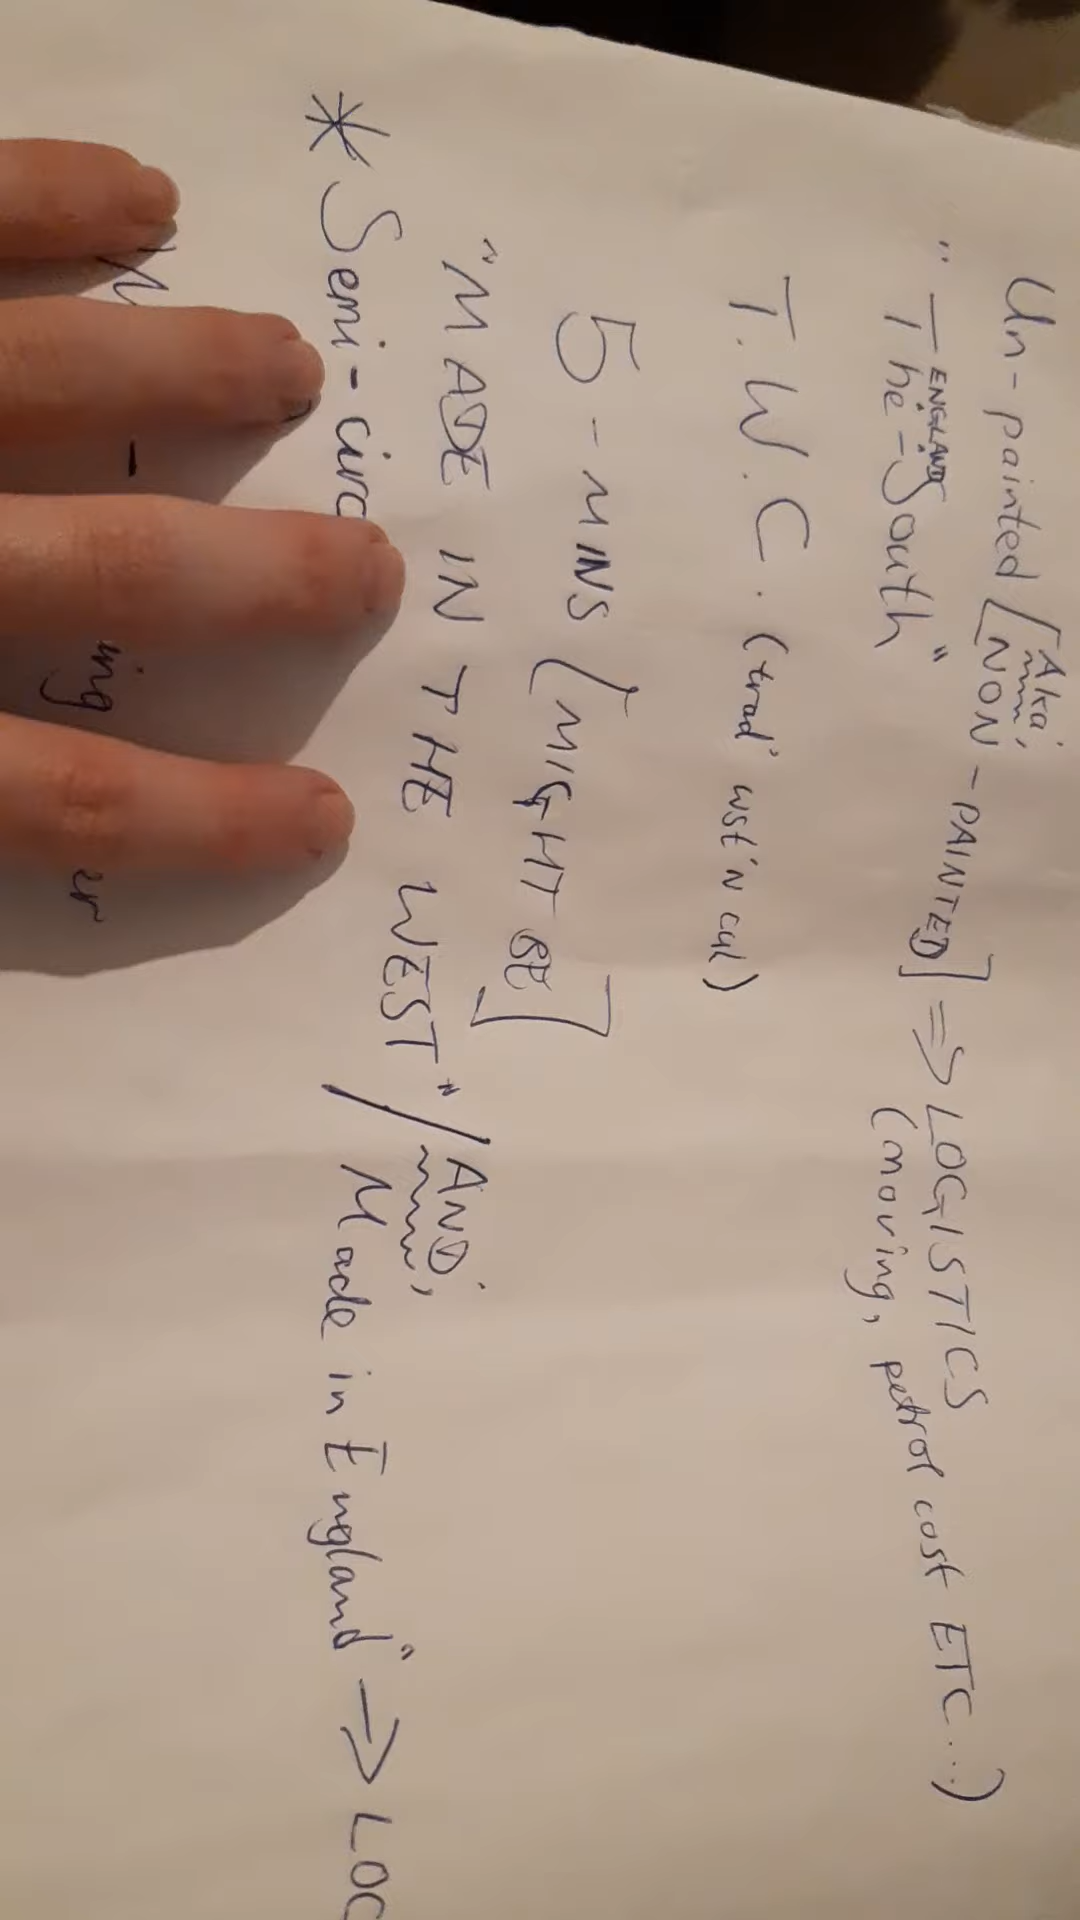 Un-painted [Aka, NON-PAINTED] => LOGISTICS
(moving, petrol cost ETC...)
ENGLAND
"The-South"
T.W.C. (trad' wst'n cul)
5-MINS [MIGHT BE]
"MADE IN THE WEST" / AND,
Made in England" -> LOC
* Semi-circ